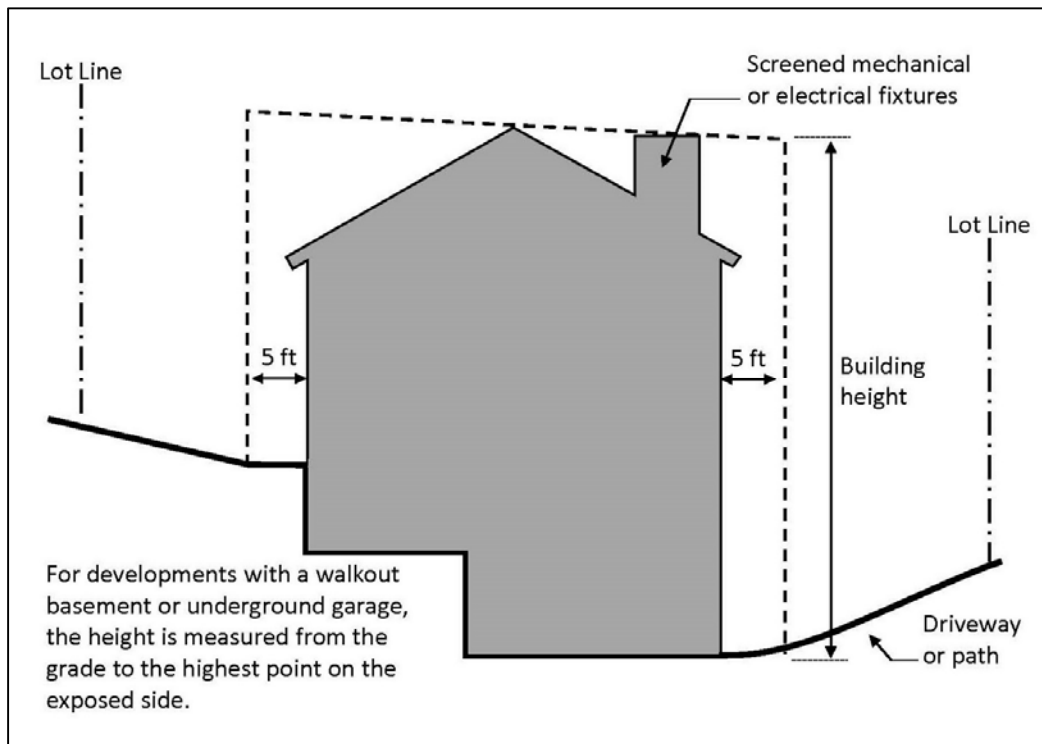 Lot Line
Screened mechanical
or electrical fixtures
Lot Line
5 ft
5 ft
Building
height
For developments with a walkout
basement or underground garage,
the height is measured from the
grade to the highest point on the
exposed side.
Driveway
or path